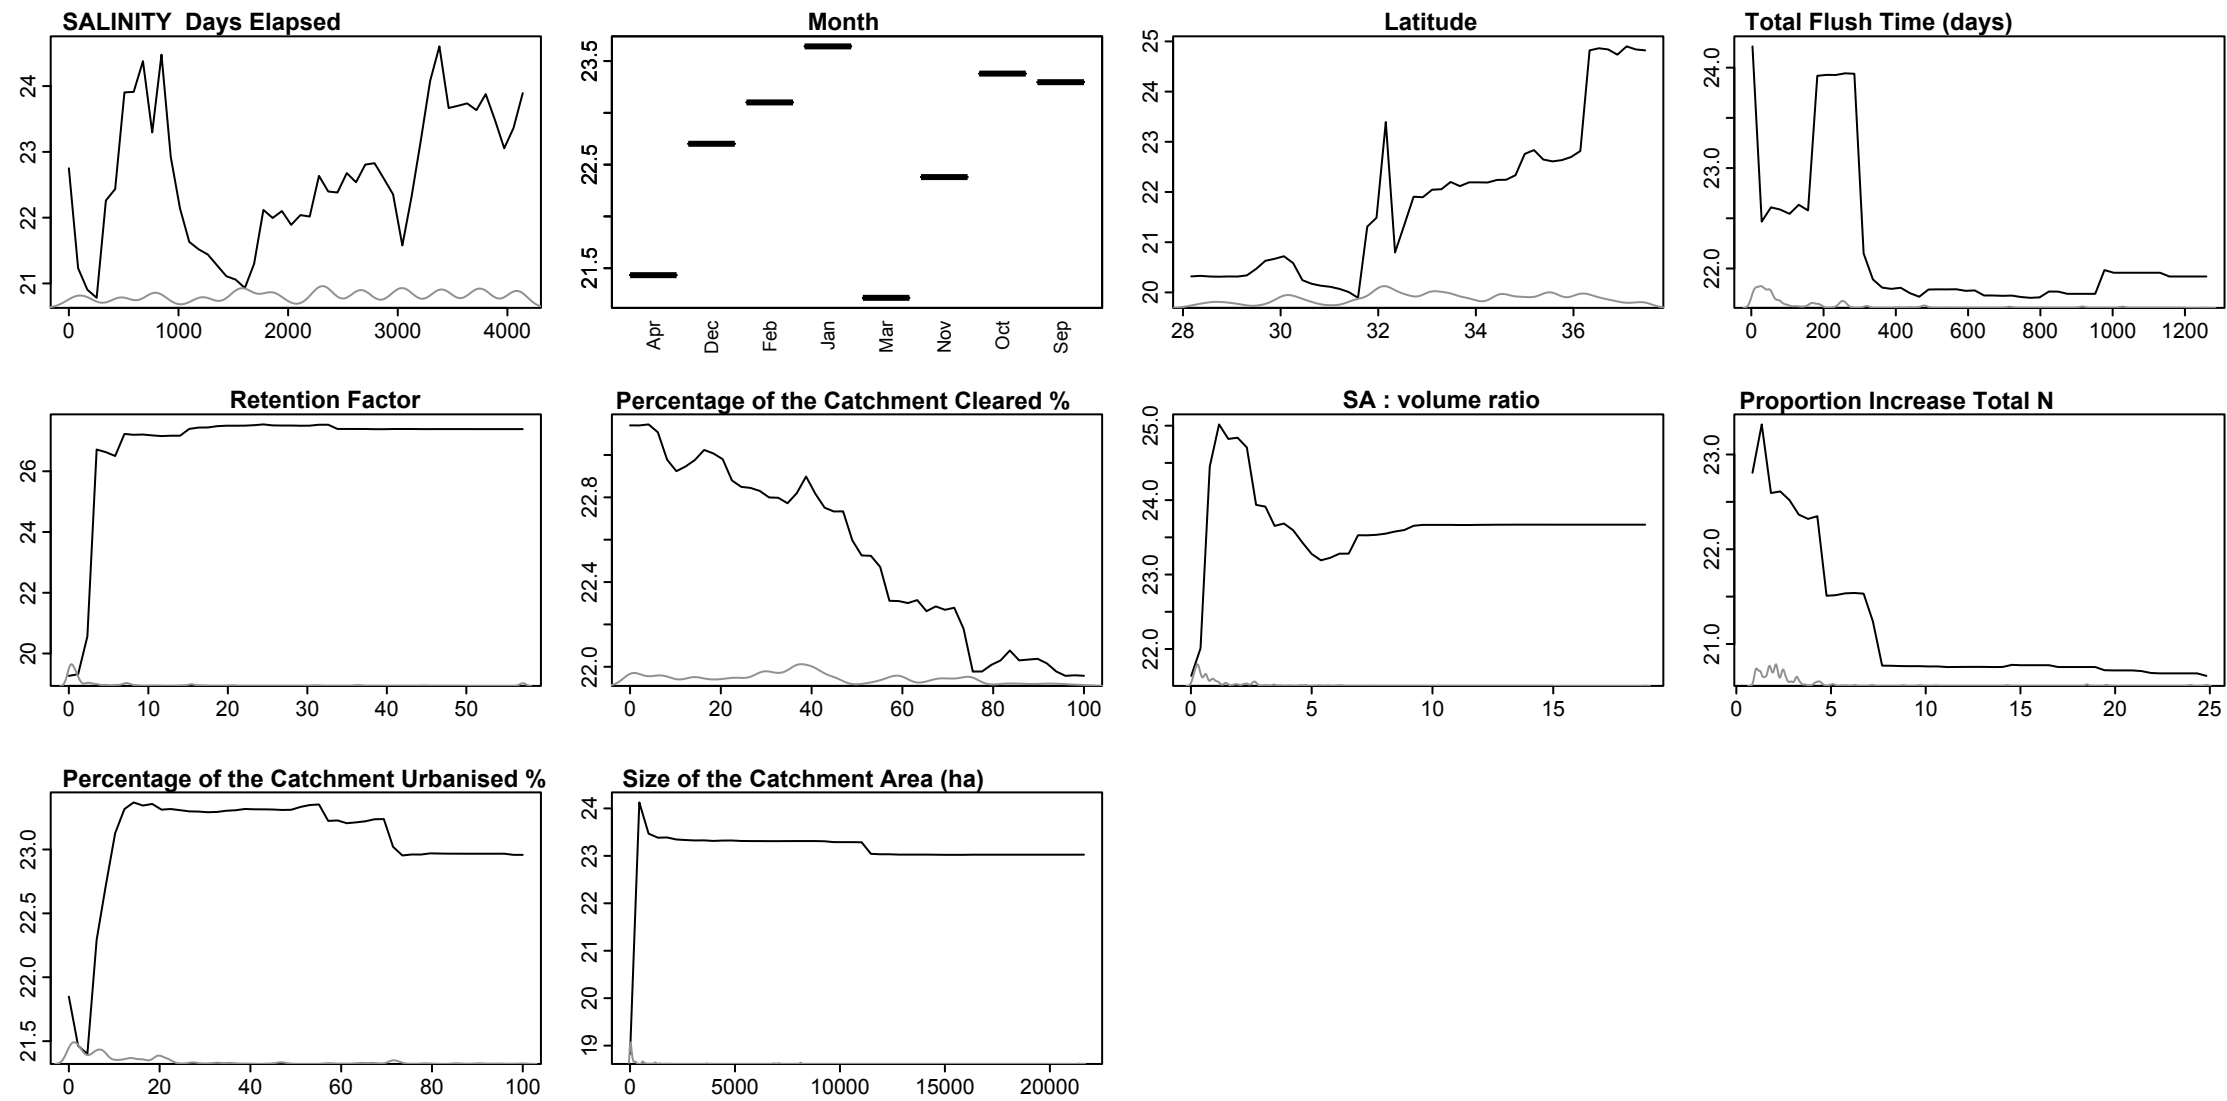 SALINITY  Days Elapsed
Month
Latitude
Total Flush Time (days)
24
23
22
21
0 1000 2000 3000 4000
23.5
22.5
21.5
Apr Dec Feb Jan Mar Nov Oct Sep
25
24
23
22
21
20
28 30 32 34 36
24.0
23.0
22.0
0 200 400 600 800 1000 1200
Retention Factor
Percentage of the Catchment Cleared %
SA : volume ratio
Proportion Increase Total N
26
24
22
20
0 10 20 30 40 50
22.8
22.4
22.0
0 20 40 60 80 100
25.0
24.0
23.0
22.0
0 5 10 15
23.0
22.0
21.0
0 5 10 15 20 25
Percentage of the Catchment Urbanised %
Size of the Catchment Area (ha)
23.0
22.5
22.0
21.5
0 20 40 60 80 100
24
23
22
21
20
19
0 5000 10000 15000 20000